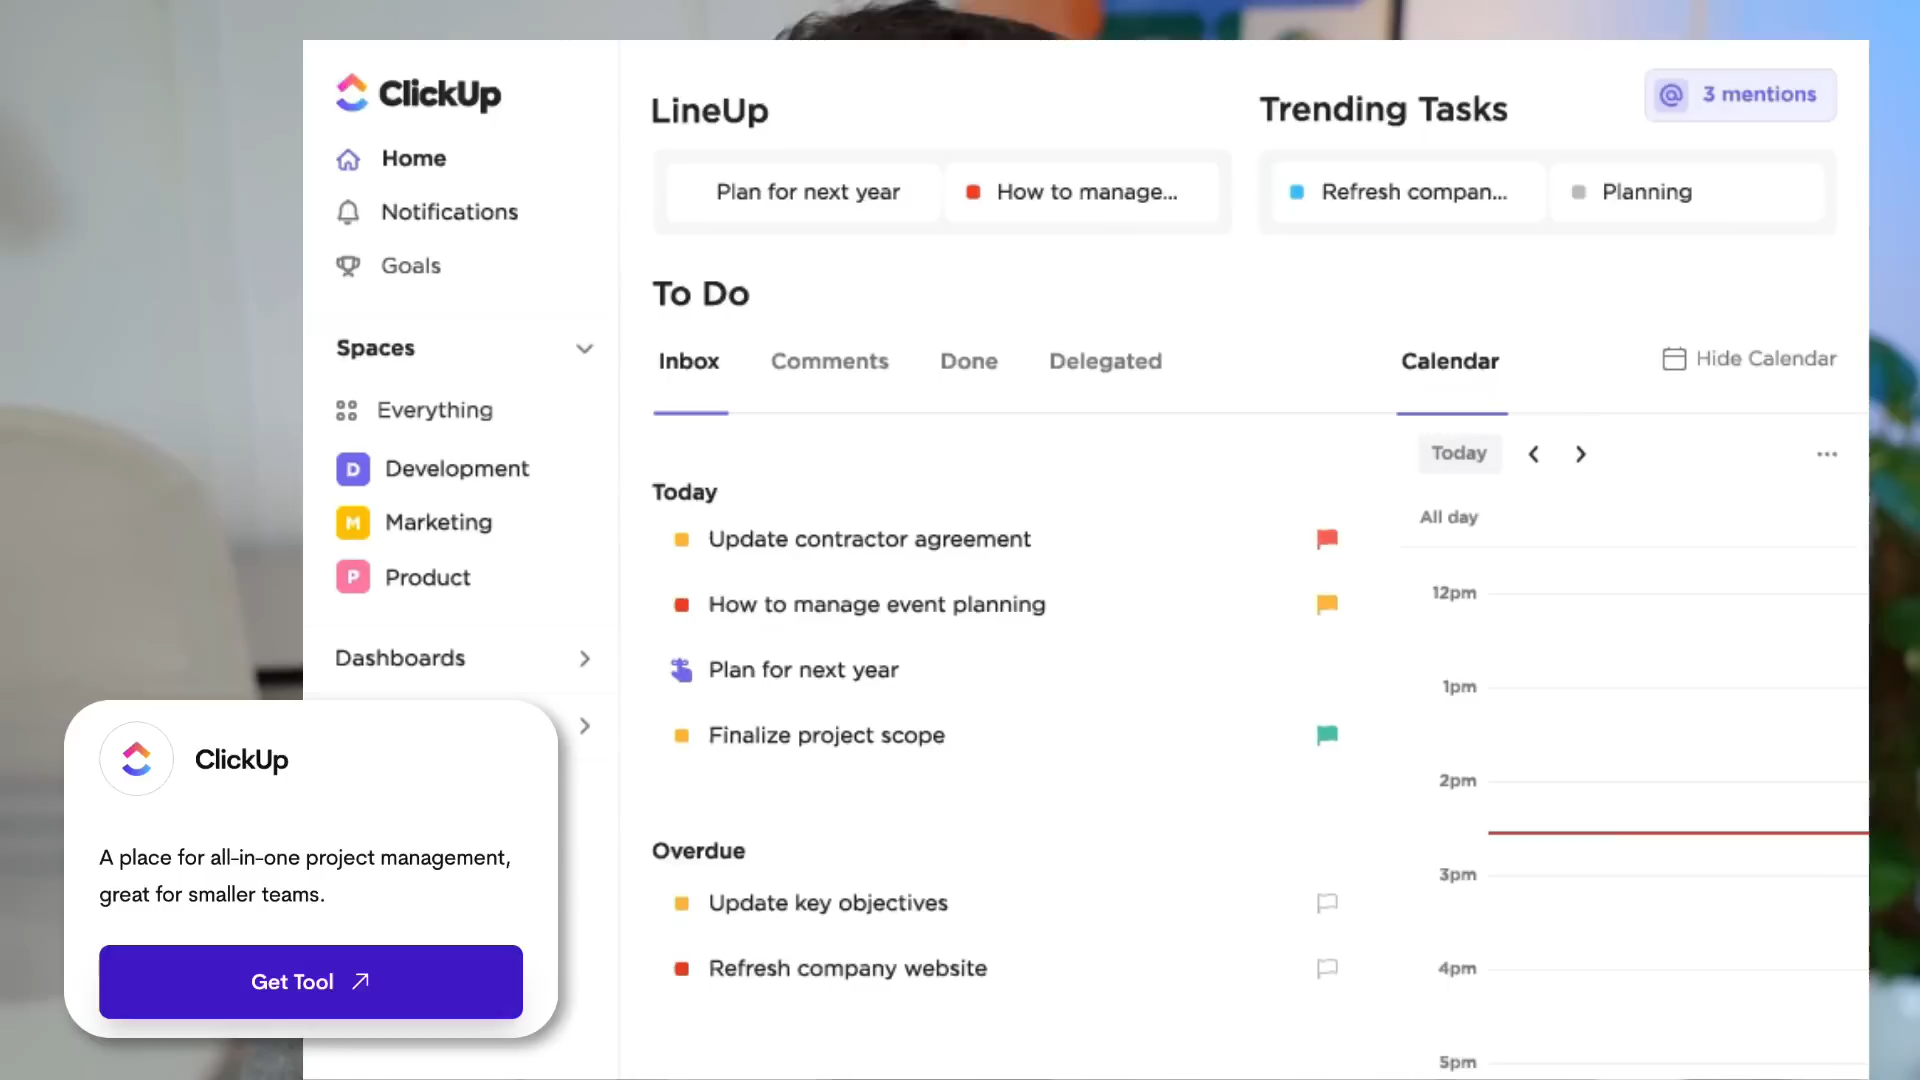 ClickUp
Home
Notifications
Goals
Spaces
Everything
D Development
M Marketing
P Product
Dashboards
LineUp
Plan for next year
How to manage...
Trending Tasks
@ 3 mentions
Refresh compan...
Planning
To Do
Inbox Comments Done Delegated
Today
Update contractor agreement
How to manage event planning
Plan for next year
Finalize project scope
Overdue
Update key objectives
Refresh company website
Calendar
Hide Calendar
Today
All day
12pm
1pm
2pm
3pm
4pm
5pm
ClickUp
A place for all-in-one project management,
great for smaller teams.
Get Tool